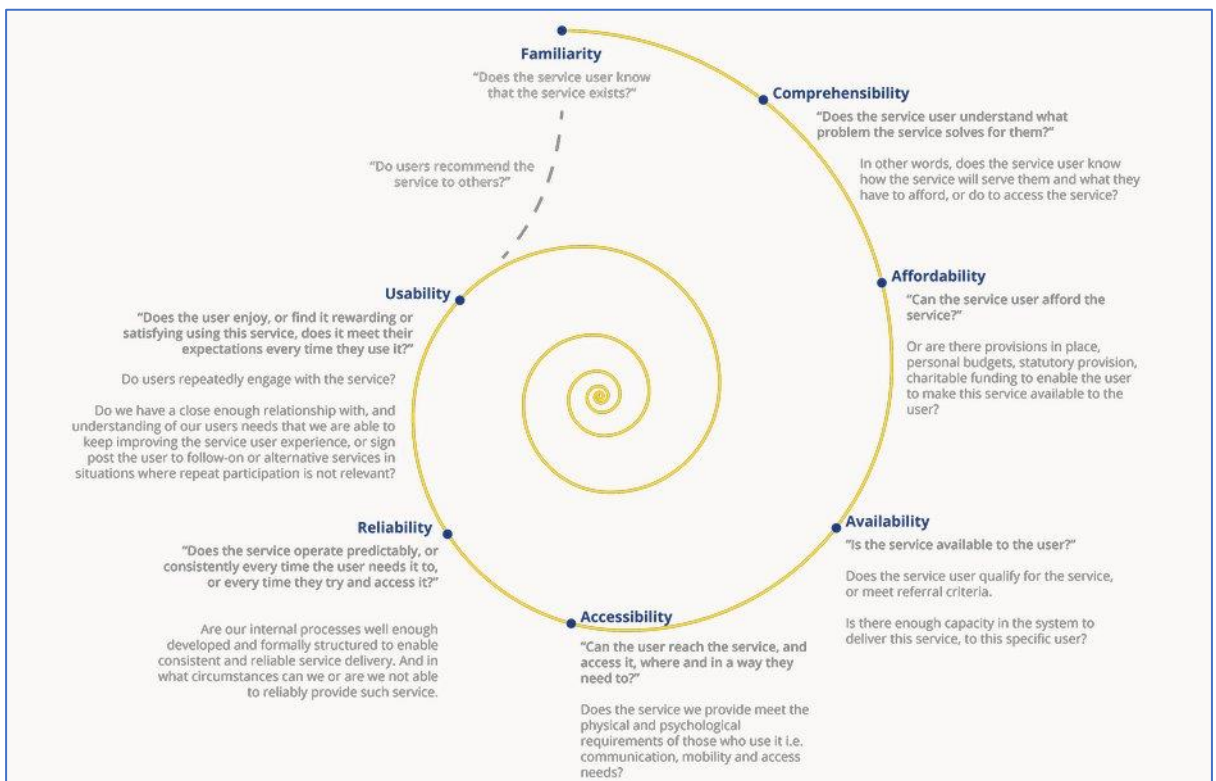 Familiarity
“Does the service user know
that the service exists?”
“Do users recommend the
service to others?”
Comprehensibility
“Does the service user understand what
problem the service solves for them?”
In other words, does the service user know
how the service will serve them and what they
have to afford, or do to access the service?
Affordability
“Can the service user afford the
service?”
Or are there provisions in place,
personal budgets, statutory provision,
charitable funding to enable the user
to make this service available to the
user?
Availability
“Is the service available to the user?”
Does the service user qualify for the service,
or meet referral criteria.
Is there enough capacity in the system to
deliver this service, to this specific user?
Accessibility
“Can the user reach the service, and
access it, where and in a way they
need to?”
Does the service we provide meet the
physical and psychological
requirements of those who use it i.e.
communication, mobility and access
needs?
Reliability
“Does the service operate predictably, or
consistently every time the user needs it to,
or every time they try and access it?”
Are our internal processes well enough
developed and formally structured to enable
consistent and reliable service delivery. And in
what circumstances can we or are we not able
to reliably provide such service.
Usability
“Does the user enjoy, or find it rewarding or
satisfying using this service, does it meet their
expectations every time they use it?”
Do users repeatedly engage with the service?
Do we have a close enough relationship with, and
understanding of our users needs that we are able to
keep improving the service user experience, or sign
post the user to follow-on or alternative services in
situations where repeat participation is not relevant?